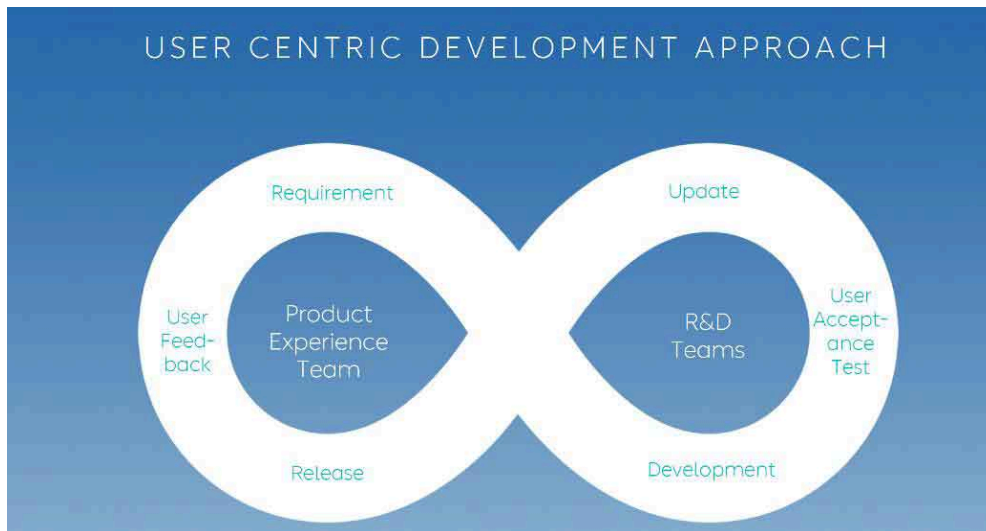 USER CENTRIC DEVELOPMENT APPROACH
Requirement
Update
User
Feed-
back
Product
Experience
Team
R&D
Teams
User
Accept-
ance
Test
Release
Development